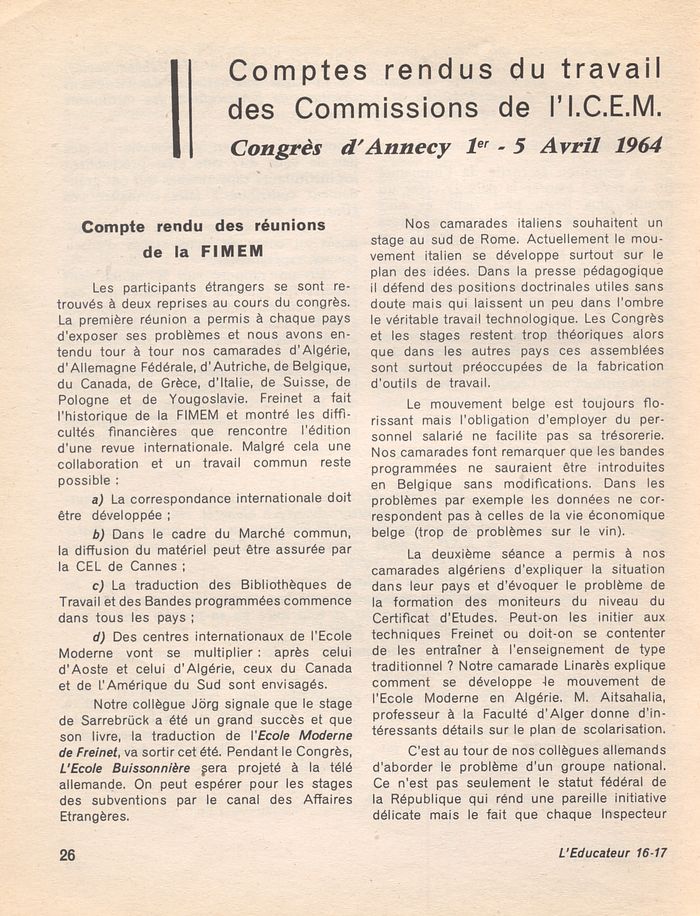 Comptes rendus du travail
des Commissions de l'I.C.E.M.
Congrès d'Annecy 1er - 5 Avril 1964
Compte rendu des réunions
de la FIMEM
Les participants étrangers se sont re-
trouvés à deux reprises au cours du congrès.
La première réunion a permis à chaque pays
d'exposer ses problèmes et nous avons en-
tendu tour à tour nos camarades d'Algérie,
d'Allemagne Fédérale, d'Autriche, de Belgique,
du Canada, de Grèce, d'Italie, de Suisse, de
Pologne et de Yougoslavie. Freinet a fait
l'historique de la FIMEM et montré les diffi-
cultés financières que rencontre l'édition
d'une revue internationale. Malgré cela une
collaboration et un travail commun reste
possible :
a) La correspondance internationale doit
être développée ;
b) Dans le cadre du Marché commun,
la diffusion du matériel peut être assurée par
la CEL de Cannes ;
c) La traduction des Bibliothèques de
Travail et des Bandes programmées commence
dans tous les pays ;
d) Des centres internationaux de l'Ecole
Moderne vont se multiplier : après celui
d'Aoste et celui d'Algérie, ceux du Canada
et de l'Amérique du Sud sont envisagés.
Notre collègue Jörg signale que le stage
de Sarrebrück a été un grand succès et que
son livre, la traduction de l'Ecole Moderne
de Freinet, va sortir cet été. Pendant le Congrès,
L'Ecole Buissonnière sera projeté à la télé
allemande. On peut espérer pour les stages
des subventions par le canal des Affaires
Etrangères.
Nos camarades italiens souhaitent un
stage au sud de Rome. Actuellement le mou-
vement italien se développe surtout sur le
plan des idées. Dans la presse pédagogique
il défend des positions doctrinales utiles sans
doute mais qui laissent un peu dans l'ombre
le véritable travail technologique. Les Congrès
et les stages restent trop théoriques alors
que dans les autres pays ces assemblées
sont surtout préoccupées de la fabrication
d'outils de travail.
Le mouvement belge est toujours flo-
rissant mais l'obligation d'employer du per-
sonnel salarié ne facilite pas sa trésorerie.
Nos camarades font remarquer que les bandes
programmées ne sauraient être introduites
en Belgique sans modifications. Dans les
problèmes par exemple les données ne cor-
respondent pas à celles de la vie économique
belge (trop de problèmes sur le vin).
La deuxième séance a permis à nos
camarades algériens d'expliquer la situation
dans leur pays et d'évoquer le problème de
la formation des moniteurs du niveau du
Certificat d'Etudes. Peut-on les initier aux
techniques Freinet ou doit-on se contenter
de les entraîner à l'enseignement de type
traditionnel ? Notre camarade Linarès explique
comment se développe le mouvement de
l'Ecole Moderne en Algérie. M. Aitsahalia,
professeur à la Faculté d'Alger donne d'in-
téressants détails sur le plan de scolarisation.
C'est au tour de nos collègues allemands
d'aborder le problème d'un groupe national.
Ce n'est pas seulement le statut fédéral de
la République qui rénd une pareille initiative
délicate mais le fait que chaque Inspecteur
26
L'Educateur 16-17